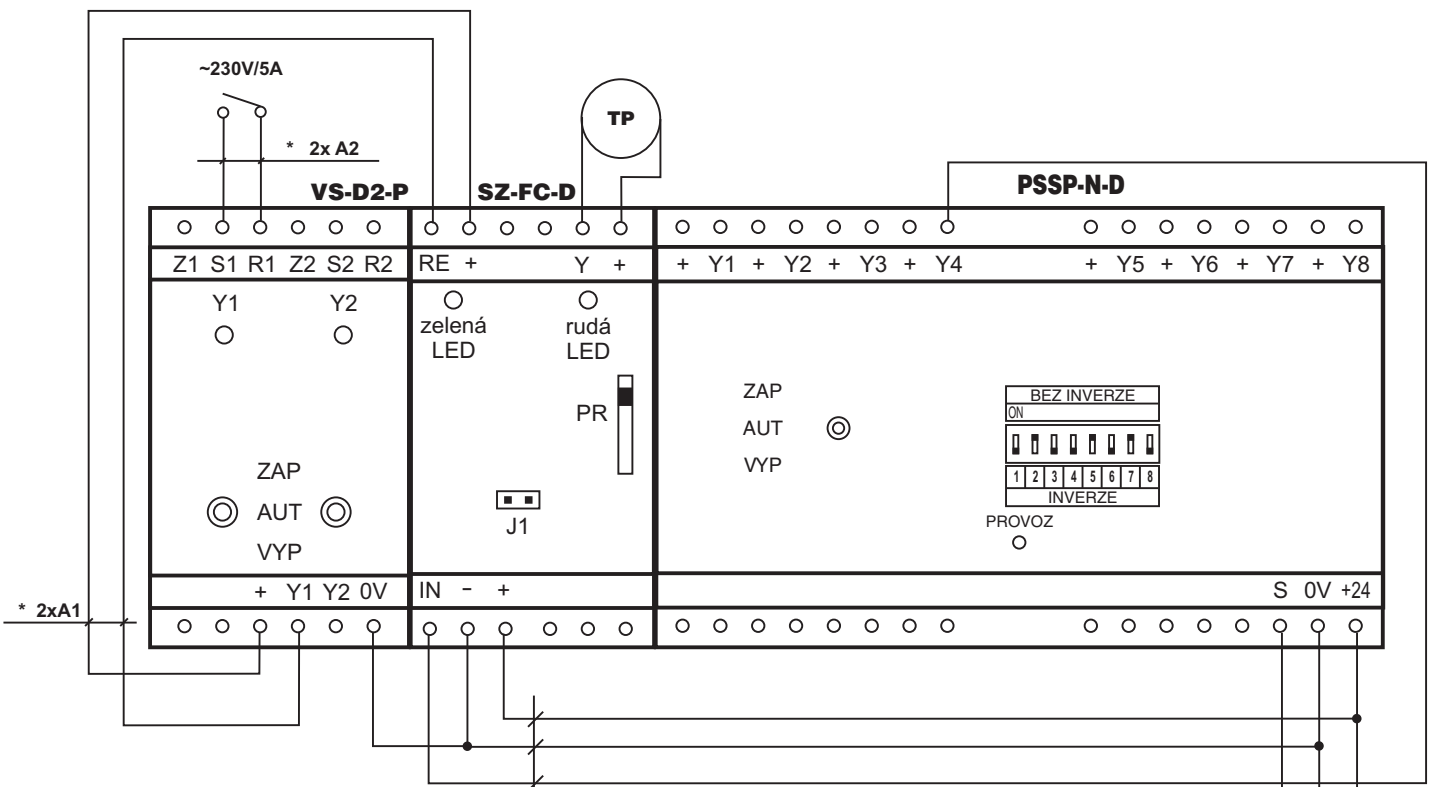 ~230V/5A
TP
* 2x A2
VS-D2-P SZ-FC-D PSSP-N-D
Z1 S1 R1 Z2 S2 R2 RE + Y + + Y1 + Y2 + Y3 + Y4 + Y5 + Y6 + Y7 + Y8
Y1 Y2
zelená
LED
rudá
LED
PR
J1
ZAP
AUT
VYP
ZAP
AUT
VYP
BEZ INVERZE
ON
1 2 3 4 5 6 7 8
INVERZE
PROVOZ
+ Y1 Y2 0V IN - + S 0V +24
* 2xA1